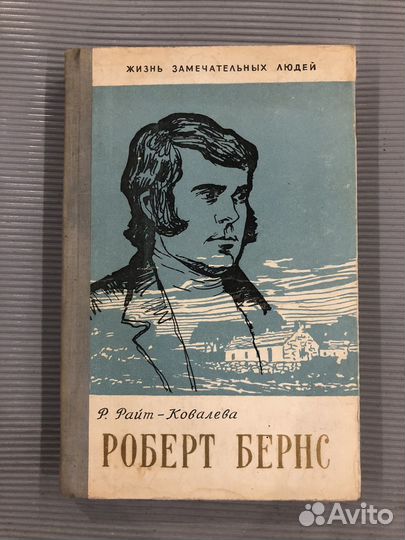 ЖИЗНЬ ЗАМЕЧАТЕЛЬНЫХ ЛЮДЕЙ
Р. Райт-Ковалева
РОБЕРТ БЕРНС
Avito